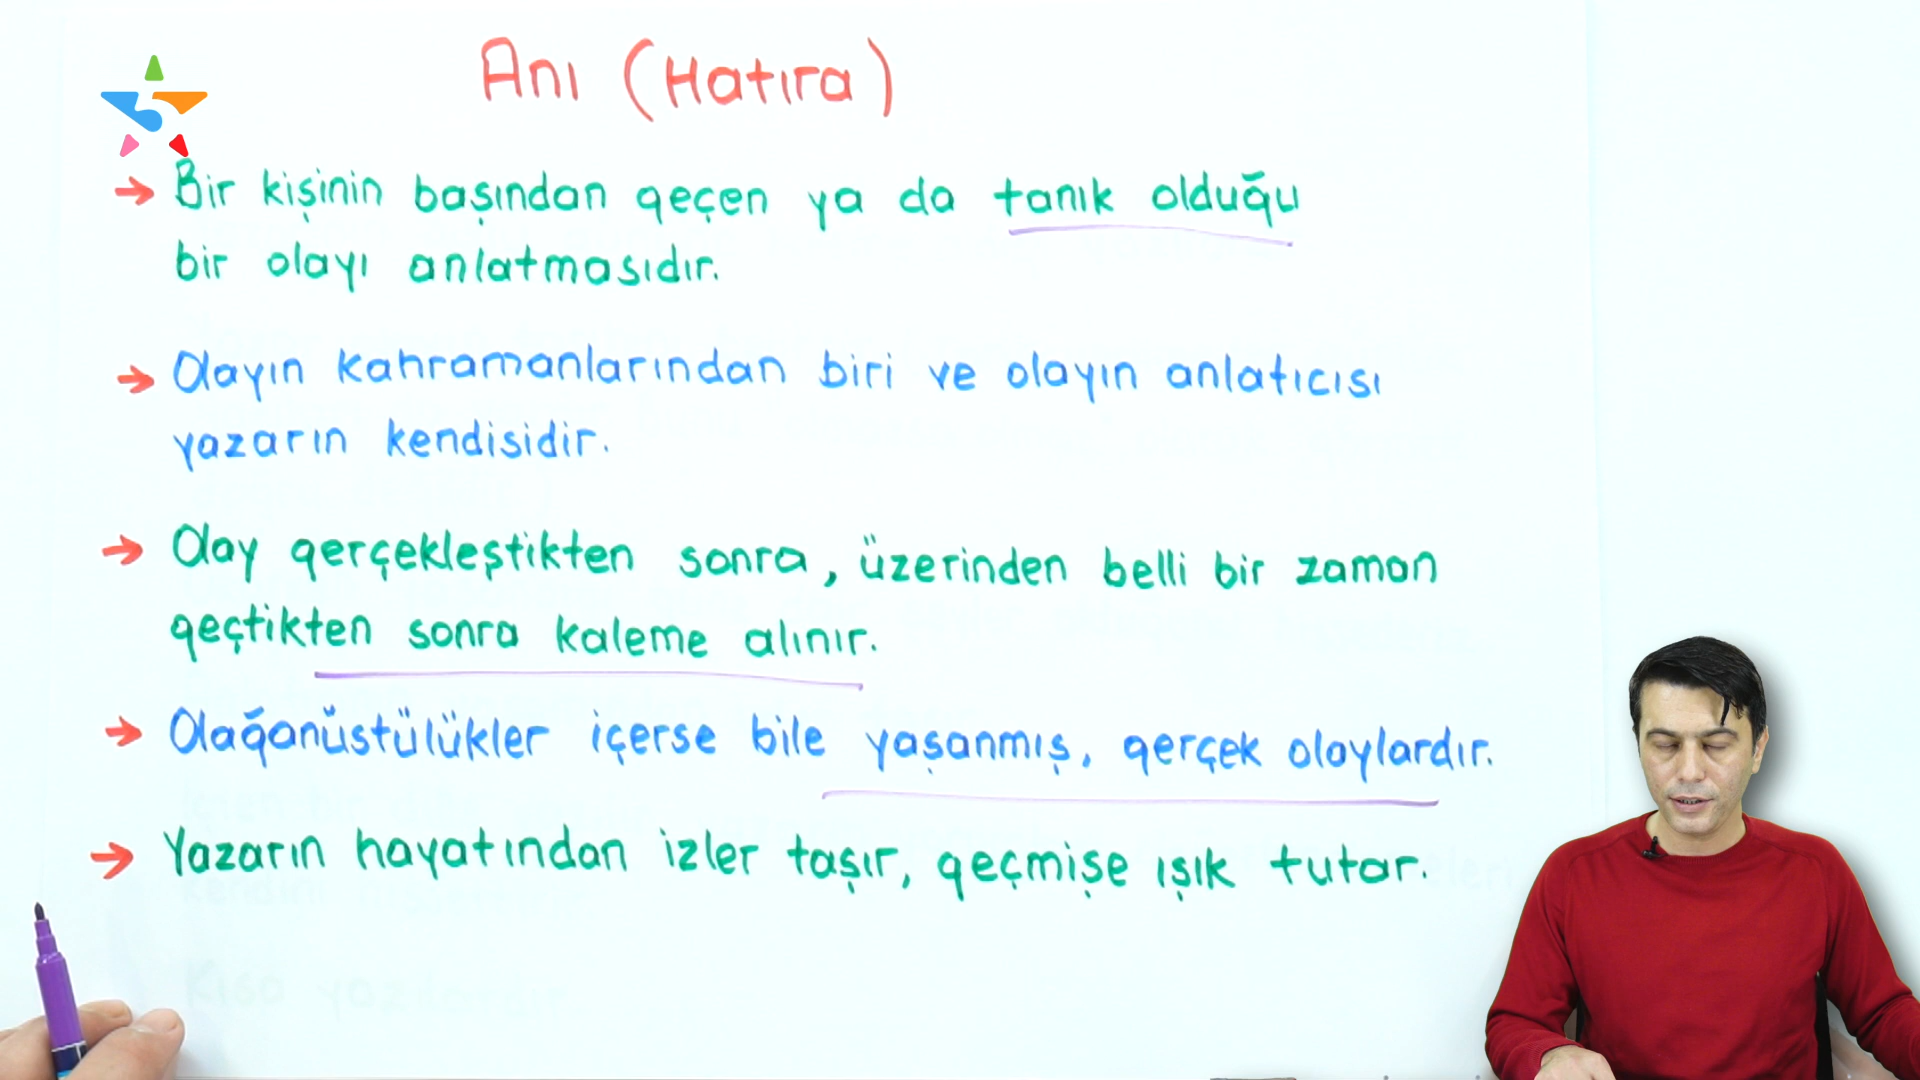 Anı (Hatıra)
→ Bir kişinin başından geçen ya da tanık olduğu
bir olayı anlatmasıdır.
→ Olayın kahramanlarından biri ve olayın anlatıcısı
yazarın kendisidir.
→ Olay gerçekleştikten sonra, üzerinden belli bir zaman
geçtikten sonra kaleme alınır.
→ Olağanüstülükler içerse bile yaşanmış, gerçek olaylardır.
→ Yazarın hayatından izler taşır, geçmişe ışık tutar.